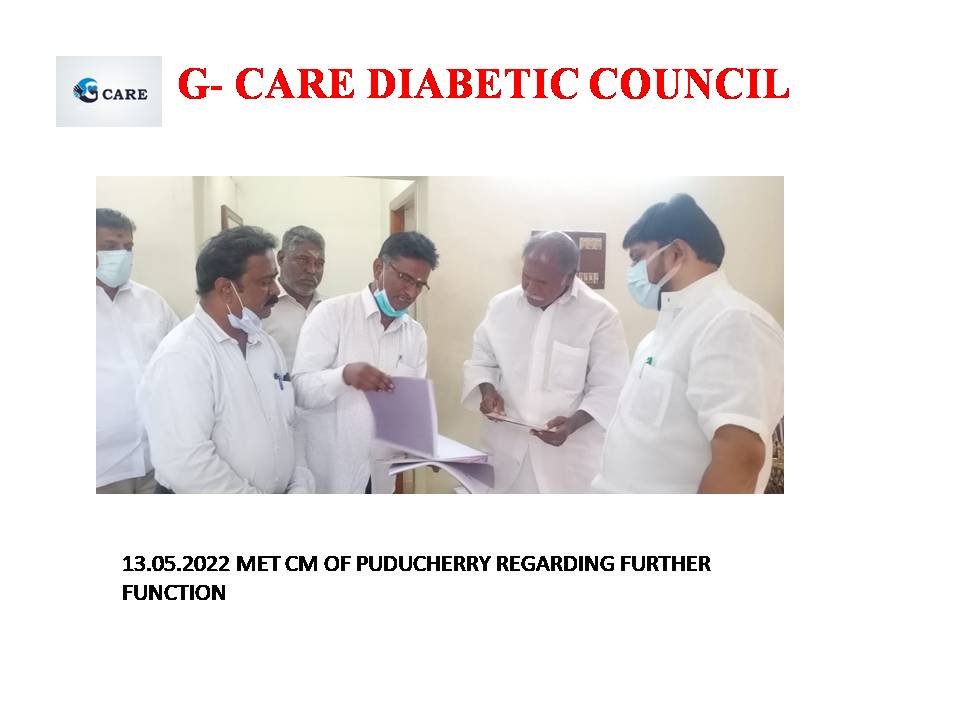 G CARE
G- CARE DIABETIC COUNCIL
13.05.2022 MET CM OF PUDUCHERRY REGARDING FURTHER
FUNCTION